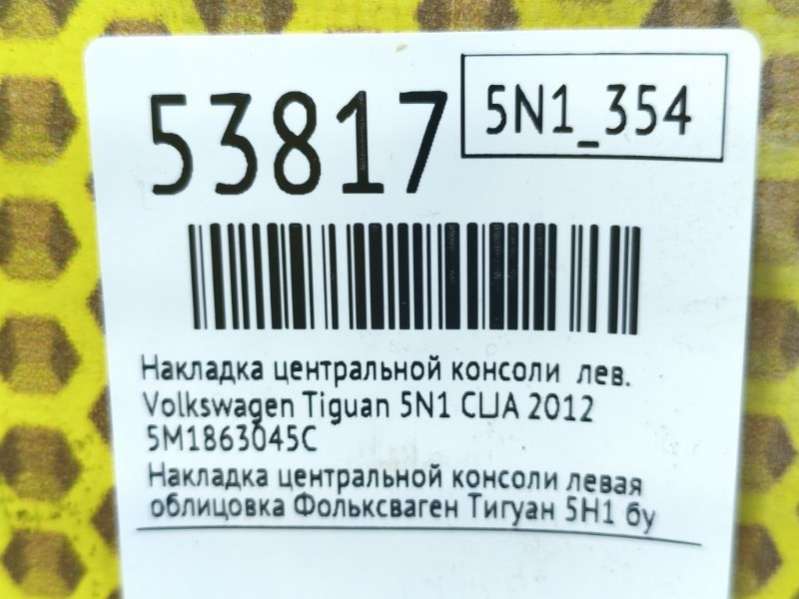 53817
5N1_354
Накладка центральной консоли лев.
Volkswagen Tiguan 5N1 США 2012
5M1863045C
Накладка центральной консоли левая
облицовка Фольксваген Тигуан 5Н1 бу